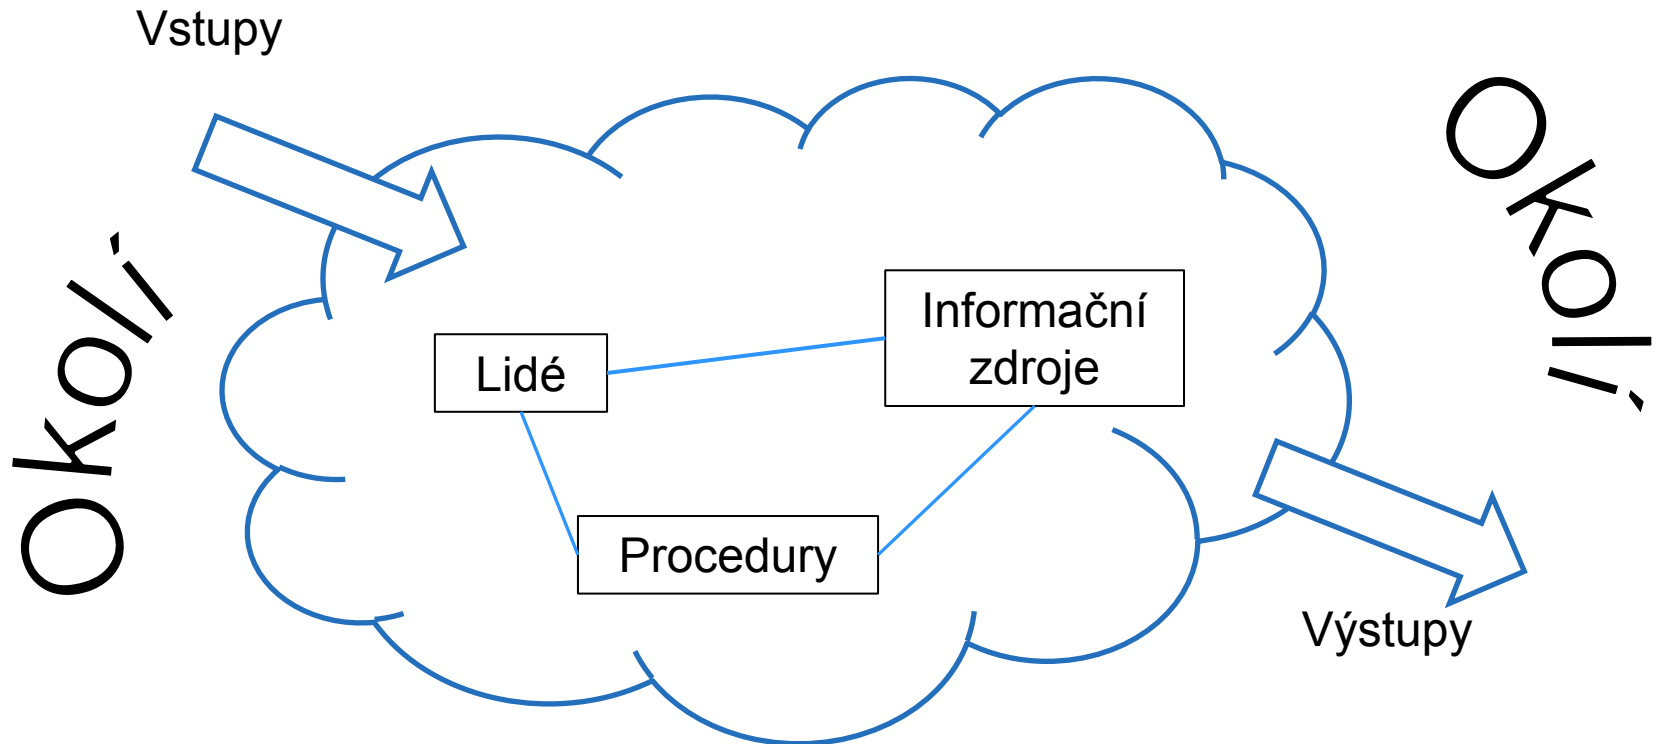 Vstupy
Okolí
Okolí
Informační
zdroje
Lidé
Procedury
Výstupy